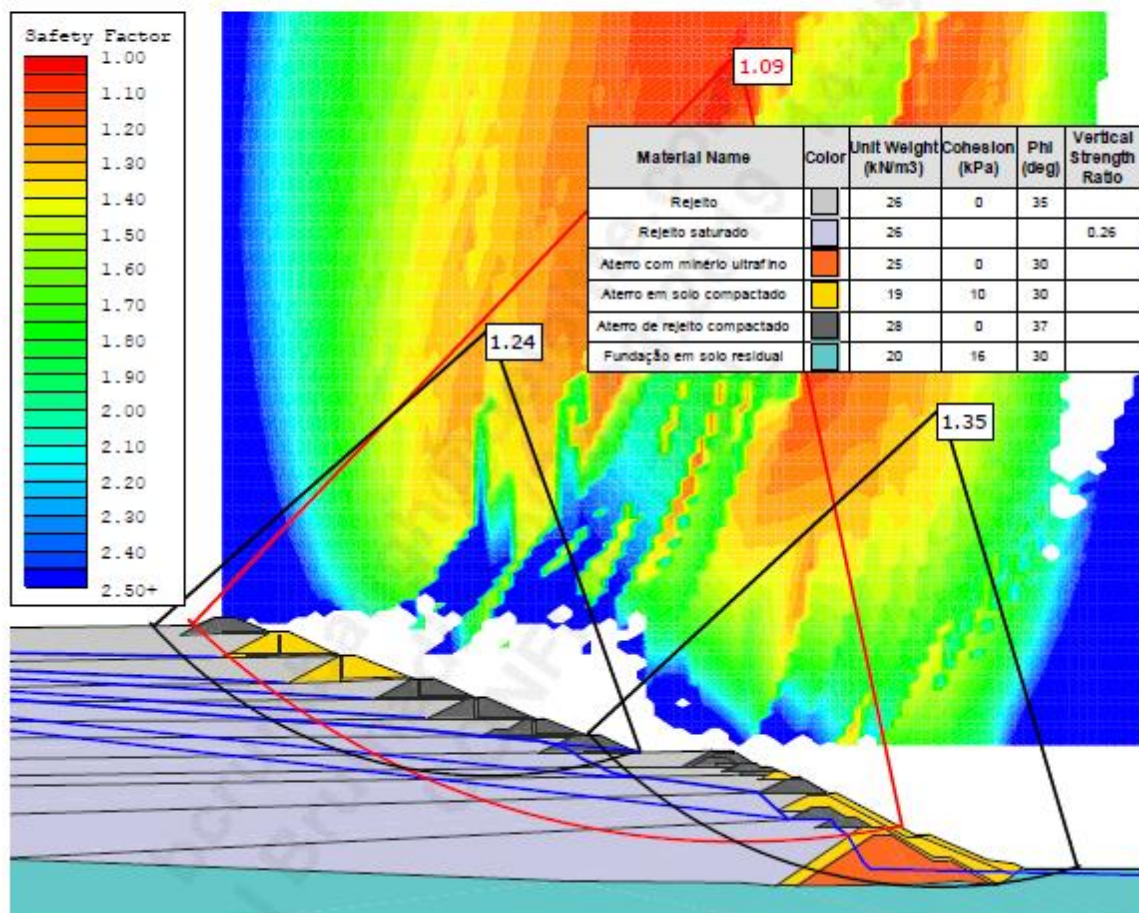 Safety Factor
1.00
1.10
1.20
1.30
1.40
1.50
1.60
1.70
1.80
1.90
2.00
2.10
2.20
2.30
2.40
2.50+
1.09
1.24
1.35
Material Name Color Unit Weight (kN/m3) Cohesion (kPa) Phi (deg) Vertical Strength Ratio
Rejeito 26 0 35
Rejeito saturado 26 0.26
Aterro com minério ultrafino 25 0 30
Aterro em solo compactado 19 10 30
Aterro de rejeito compactado 28 0 37
Fundação em solo residual 20 16 30